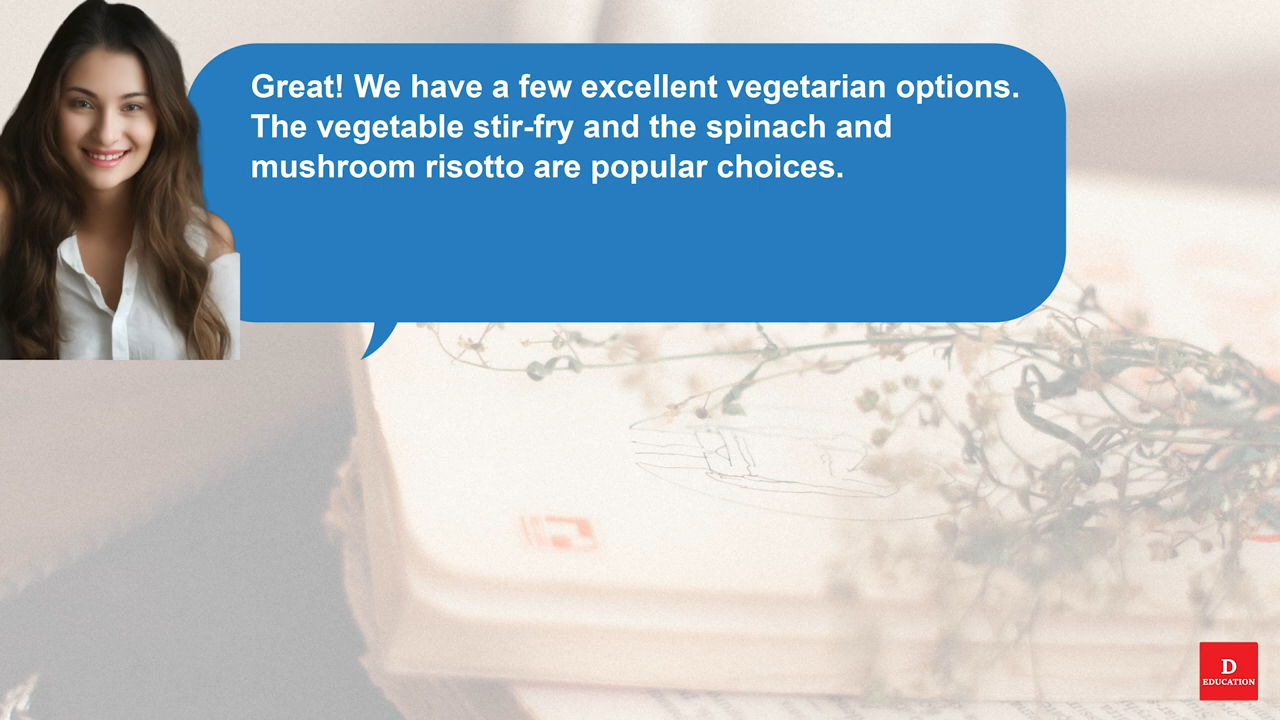 Great! We have a few excellent vegetarian options.
The vegetable stir-fry and the spinach and
mushroom risotto are popular choices.
D
EDUCATION